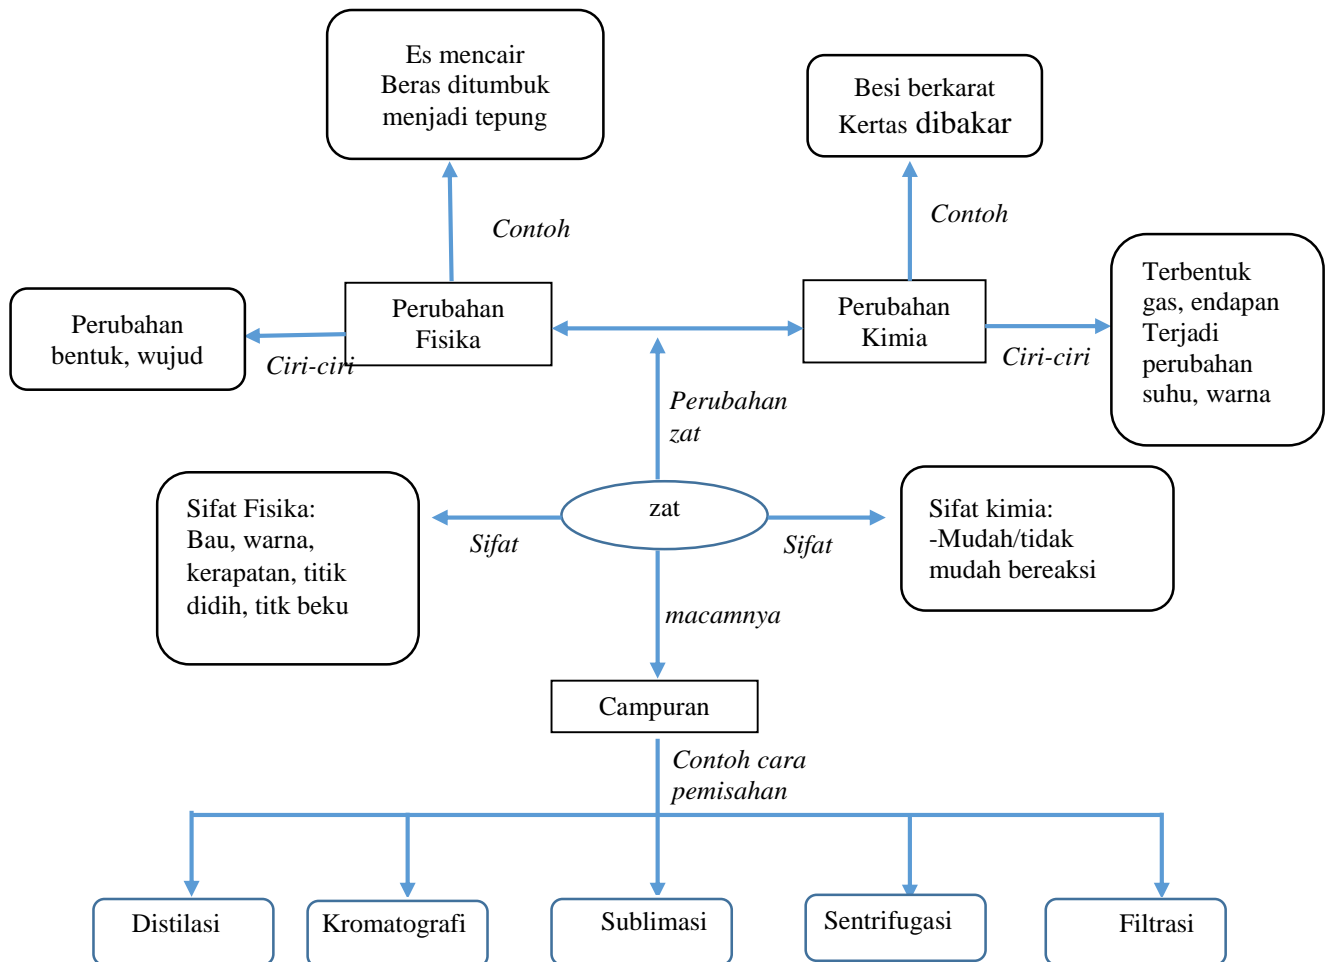 Es mencair
Beras ditumbuk
menjadi tepung
Besi berkarat
Kertas dibakar
Contoh
Contoh
Perubahan
bentuk, wujud
Ciri-ciri
Perubahan
Fisika
Perubahan
Kimia
Ciri-ciri
Terbentuk
gas, endapan
Terjadi
perubahan
suhu, warna
Perubahan
zat
Sifat Fisika:
Bau, warna,
kerapatan, titik
didih, titk beku
Sifat
zat
Sifat
Sifat kimia:
-Mudah/tidak
mudah bereaksi
macamnya
Campuran
Contoh cara
pemisahan
Distilasi
Kromatografi
Sublimasi
Sentrifugasi
Filtrasi